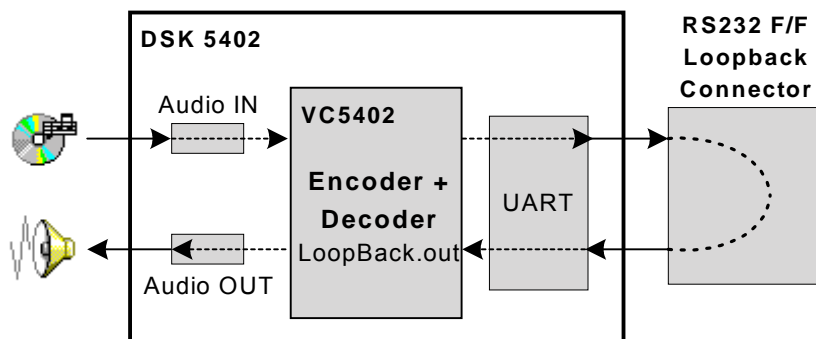 DSK 5402
RS232 F/F
Loopback
Connector
Audio IN
VC5402
Encoder +
Decoder
LoopBack.out
UART
Audio OUT